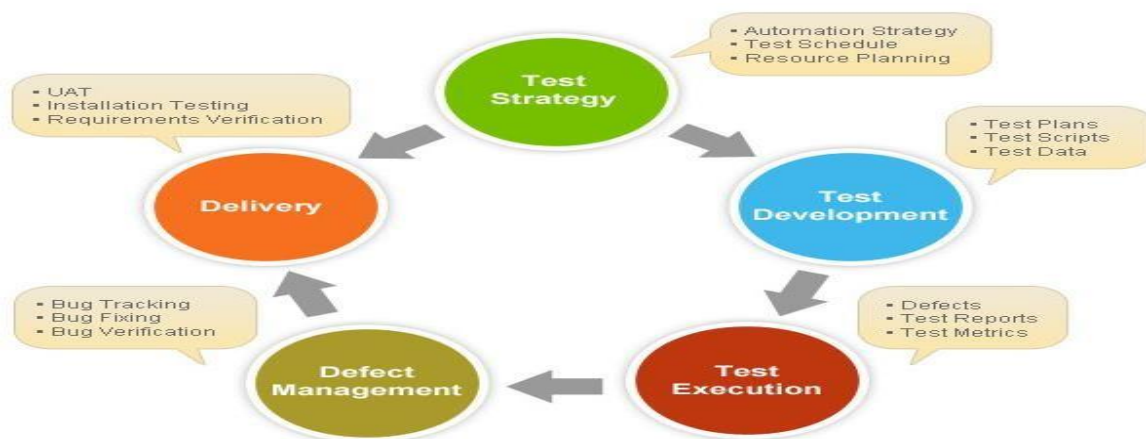 Test
Strategy
▪ Automation Strategy
▪ Test Schedule
▪ Resource Planning
Test
Development
▪ Test Plans
▪ Test Scripts
▪ Test Data
Test
Execution
▪ Defects
▪ Test Reports
▪ Test Metrics
Defect
Management
▪ Bug Tracking
▪ Bug Fixing
▪ Bug Verification
Delivery
▪ UAT
▪ Installation Testing
▪ Requirements Verification